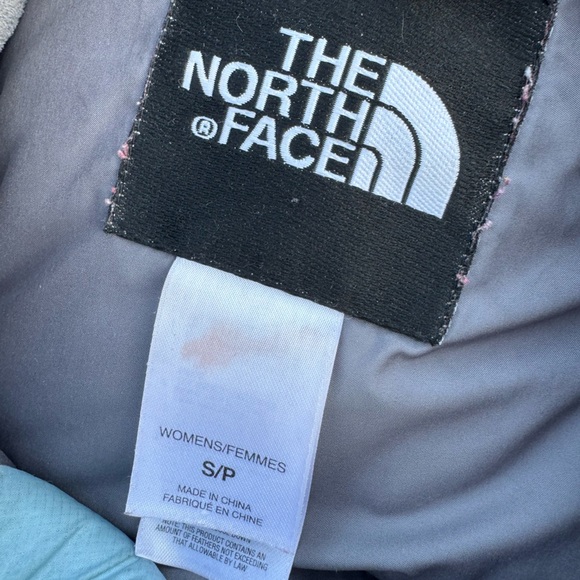 THE
NORTH
®FACE
WOMENS/FEMMES
S/P
MADE IN CHINA
FABRIQUÉ EN CHINE
NOTE: THIS PRODUCT CONTAINS AN
AMOUNT OF FEATHERS NOT EXCEEDING
THAT ALLOWABLE BY LAW